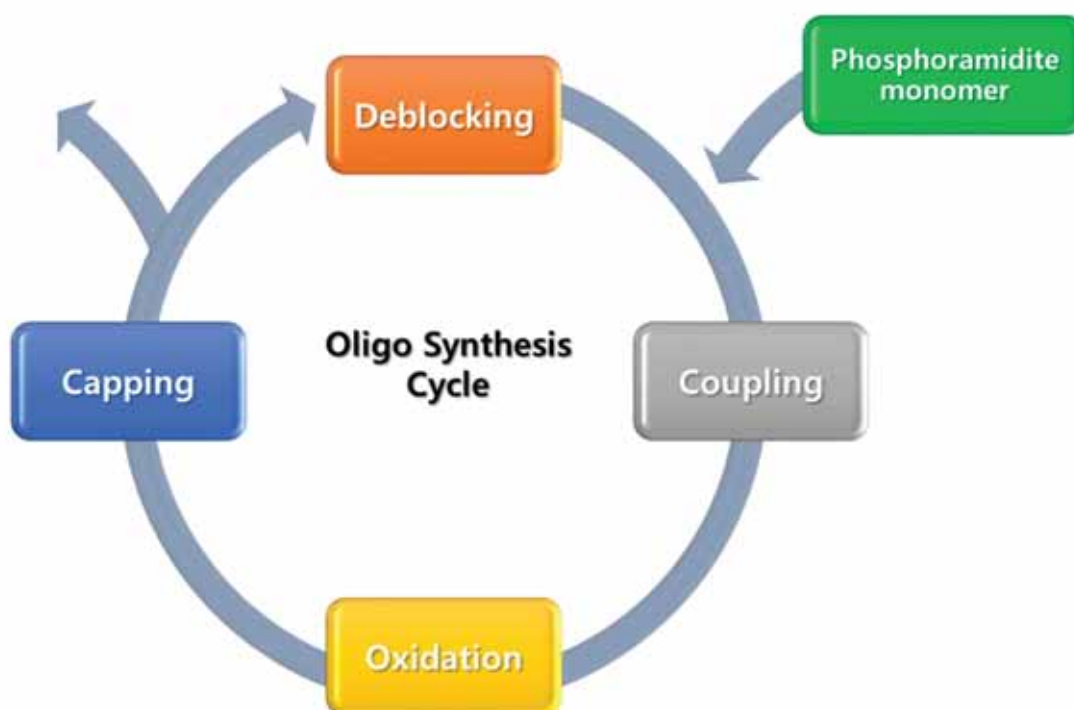 Phosphoramidite
monomer
Deblocking
Oligo Synthesis
Cycle
Capping
Coupling
Oxidation